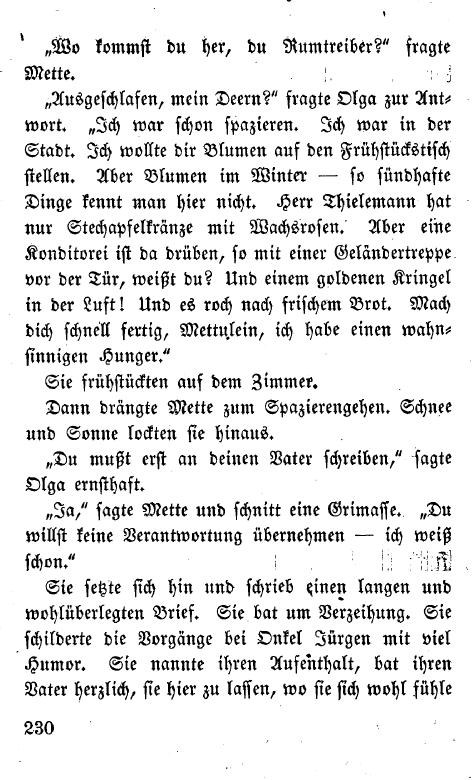 „Wo kommst du her, du Rumtreiber?“ fragte
Mette.
„Ausgeschlafen, mein Deern?“ fragte Olga zur Ant-
wort. „Ich war schon spazieren. Ich war in der
Stadt. Ich wollte dir Blumen auf den Frühstückstisch
stellen. Aber Blumen im Winter — so sündhafte
Dinge kennt man hier nicht. Herr Thielemann hat
nur Stechapfelkränze mit Wachsrosen. Aber eine
Konditorei ist da drüben, so mit einer Geländertreppe
vor der Tür, weißt du? Und einem goldenen Kringel
in der Luft! Und es roch nach frischem Brot. Mach
dich schnell fertig, Mettulein, ich habe einen wahn-
sinnigen Hunger.“
Sie frühstückten auf dem Zimmer.
Dann drängte Mette zum Spazierengehen. Schnee
und Sonne lockten sie hinaus.
„Du mußt erst an deinen Vater schreiben,“ sagte
Olga ernsthaft.
„Ja,“ sagte Mette und schnitt eine Grimasse. „Du
willst keine Verantwortung übernehmen — ich weiß
schon.“
Sie setzte sich hin und schrieb einen langen und
wohlüberlegten Brief. Sie bat um Verzeihung. Sie
schilderte die Vorgänge bei Onkel Jürgen mit viel
Humor. Sie nannte ihren Aufenthalt, bat ihren
Vater herzlich, sie hier zu lassen, wo sie sich wohl fühle
230